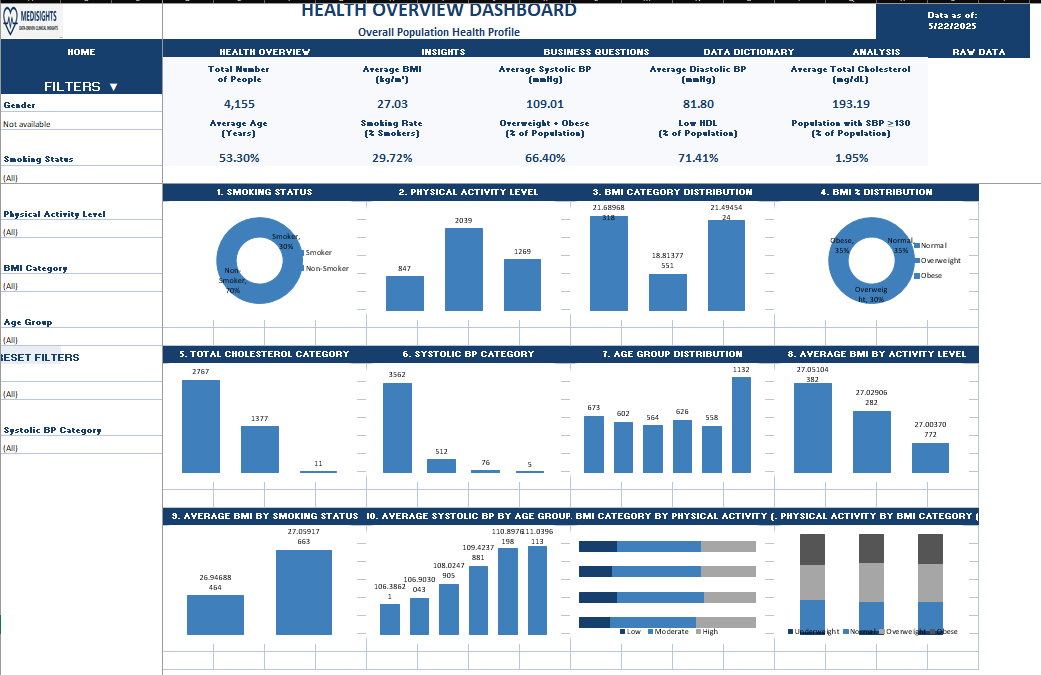 MEDISIGHTS
DATA-DRIVEN CLINICAL INSIGHTS
HEALTH OVERVIEW DASHBOARD
Overall Population Health Profile
Data as of:
5/22/2025
HOME
HEALTH OVERVIEW
INSIGHTS
BUSINESS QUESTIONS
DATA DICTIONARY
ANALYSIS
RAW DATA
FILTERS ▼
Gender
Not available
Smoking Status
(All)
Physical Activity Level
(All)
BMI Category
(All)
Age Group
(All)
RESET FILTERS
(All)
Systolic BP Category
(All)
Total Number
of People
Average BMI
(kg/m²)
Average Systolic BP
(mmHg)
Average Diastolic BP
(mmHg)
Average Total Cholesterol
(mg/dL)
4,155
27.03
109.01
81.80
193.19
Average Age
(Years)
Smoking Rate
(% Smokers)
Overweight + Obese
(% of Population)
Low HDL
(% of Population)
Population with SBP ≥130
(% of Population)
53.30%
29.72%
66.40%
71.41%
1.95%
1. SMOKING STATUS
Smoker,
30%
Non-
Smoker,
70%
Smoker
Non-Smoker
2. PHYSICAL ACTIVITY LEVEL
847
2039
1269
3. BMI CATEGORY DISTRIBUTION
21.68968
318
18.81377
551
21.49454
24
4. BMI % DISTRIBUTION
Obese,
35%
Normal,
35%
Overweig
ht, 30%
Normal
Overweight
Obese
5. TOTAL CHOLESTEROL CATEGORY
2767
1377
11
6. SYSTOLIC BP CATEGORY
3562
512
76
5
7. AGE GROUP DISTRIBUTION
673
602
564
626
558
1132
8. AVERAGE BMI BY ACTIVITY LEVEL
27.05104
382
27.02906
282
27.00370
772
9. AVERAGE BMI BY SMOKING STATUS
26.94688
464
27.05917
663
10. AVERAGE SYSTOLIC BP BY AGE GROUP
106.3862
1
106.9030
043
108.0247
905
109.4237
881
110.8976
198
111.0396
113
. BMI CATEGORY BY PHYSICAL ACTIVITY (
Low
Moderate
High
. PHYSICAL ACTIVITY BY BMI CATEGORY (
Underweight
Normal
Overweight
Obese